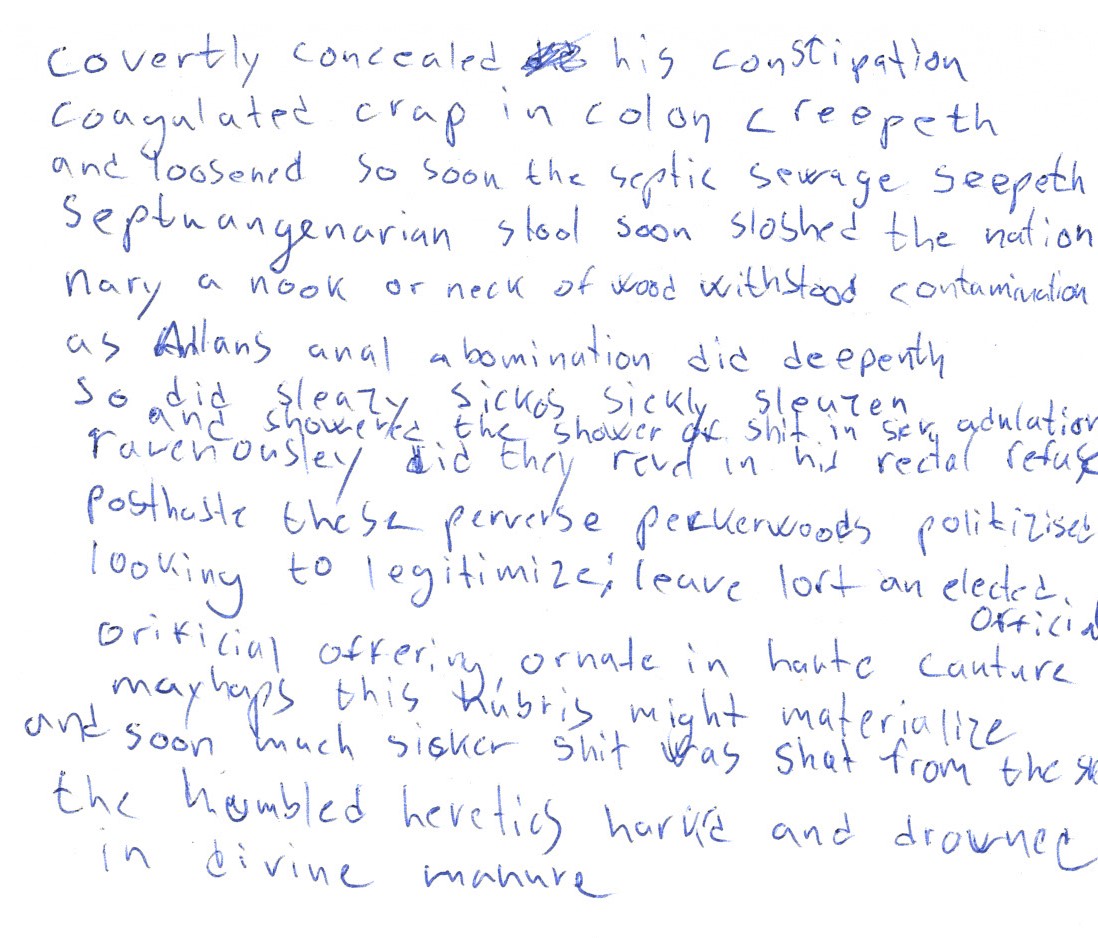 covertly concealed his constipation
coagulated crap in colon creepeth
and loosened so soon the septic sewage seepeth
Septuangenarian stool soon sloshed the nation
nary a nook or neck of wood withstood contamination
as Allans anal abomination did deepenth
So did sleazy sickos sickly sleuzen
and showered the shower of shit in sexy adulation
ravenousley did they revel in his rectal refuse
posthaste these perverse peckerwoods politizised
looking to legitimize; leave lort an elected.
official
orificial offering, ornate in haute cauture
mayhaps this hubris might materialize
and soon much sicker shit was shat from the
the humbled heretics hark'd and drowned
in divine manure